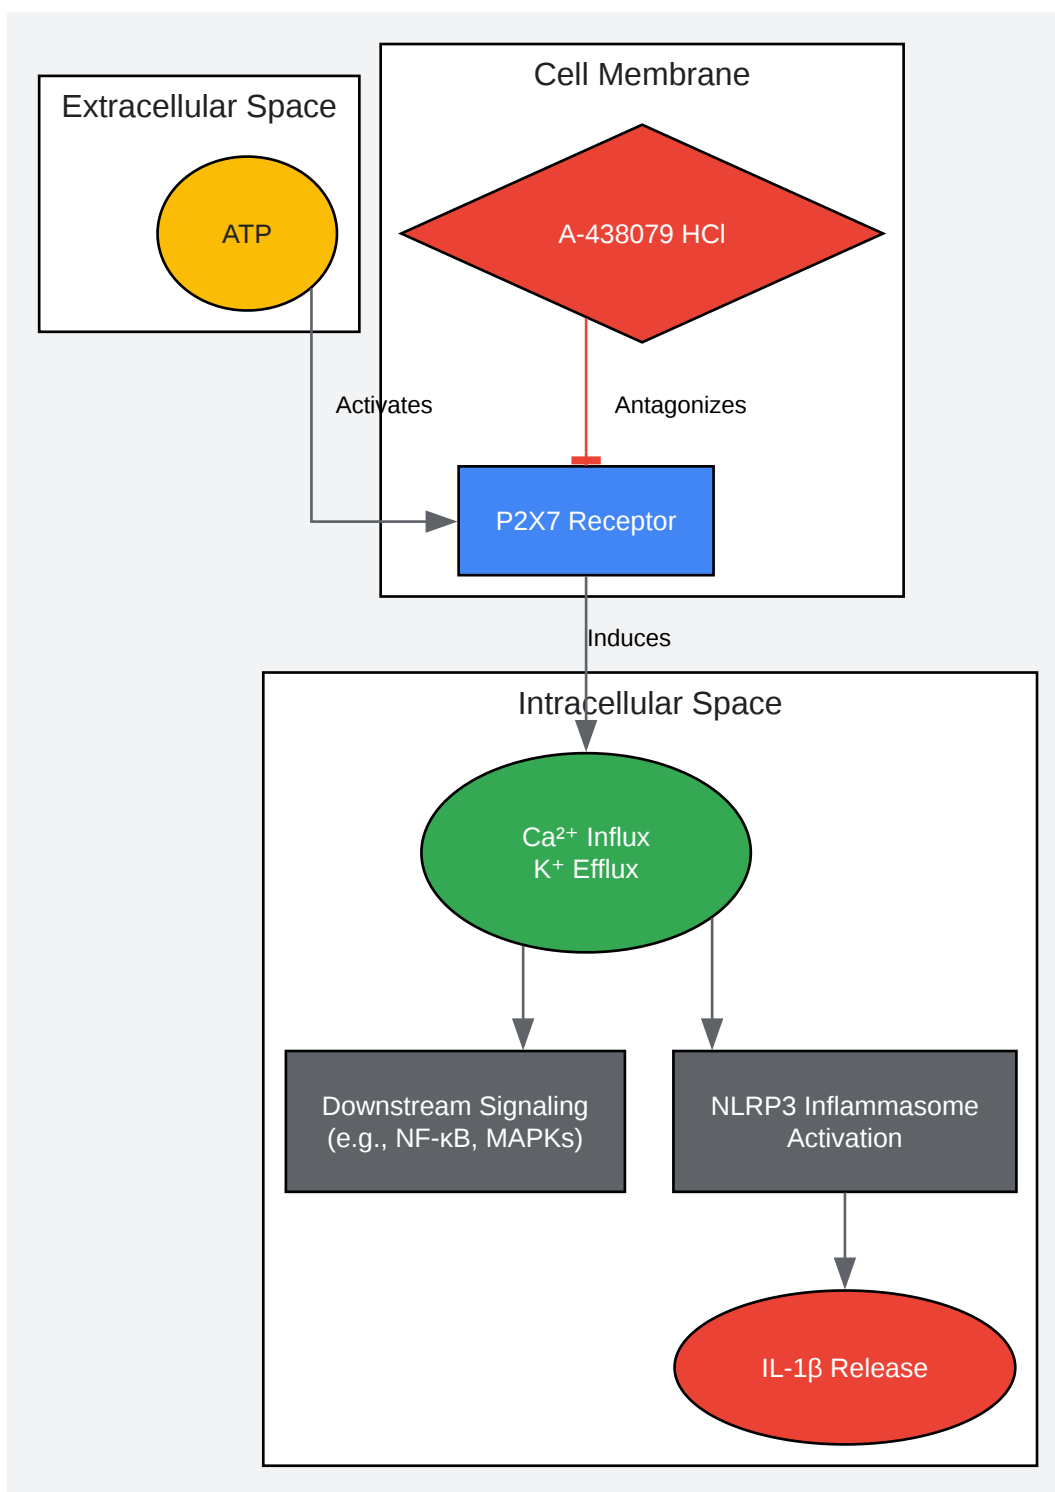 Cell Membrane
Extracellular Space
ATP
A-438079 HCl
Activates
Antagonizes
P2X7 Receptor
Induces
Intracellular Space
Ca²⁺ Influx
K⁺ Efflux
Downstream Signaling
(e.g., NF-κB, MAPKs)
NLRP3 Inflammasome
Activation
IL-1β Release